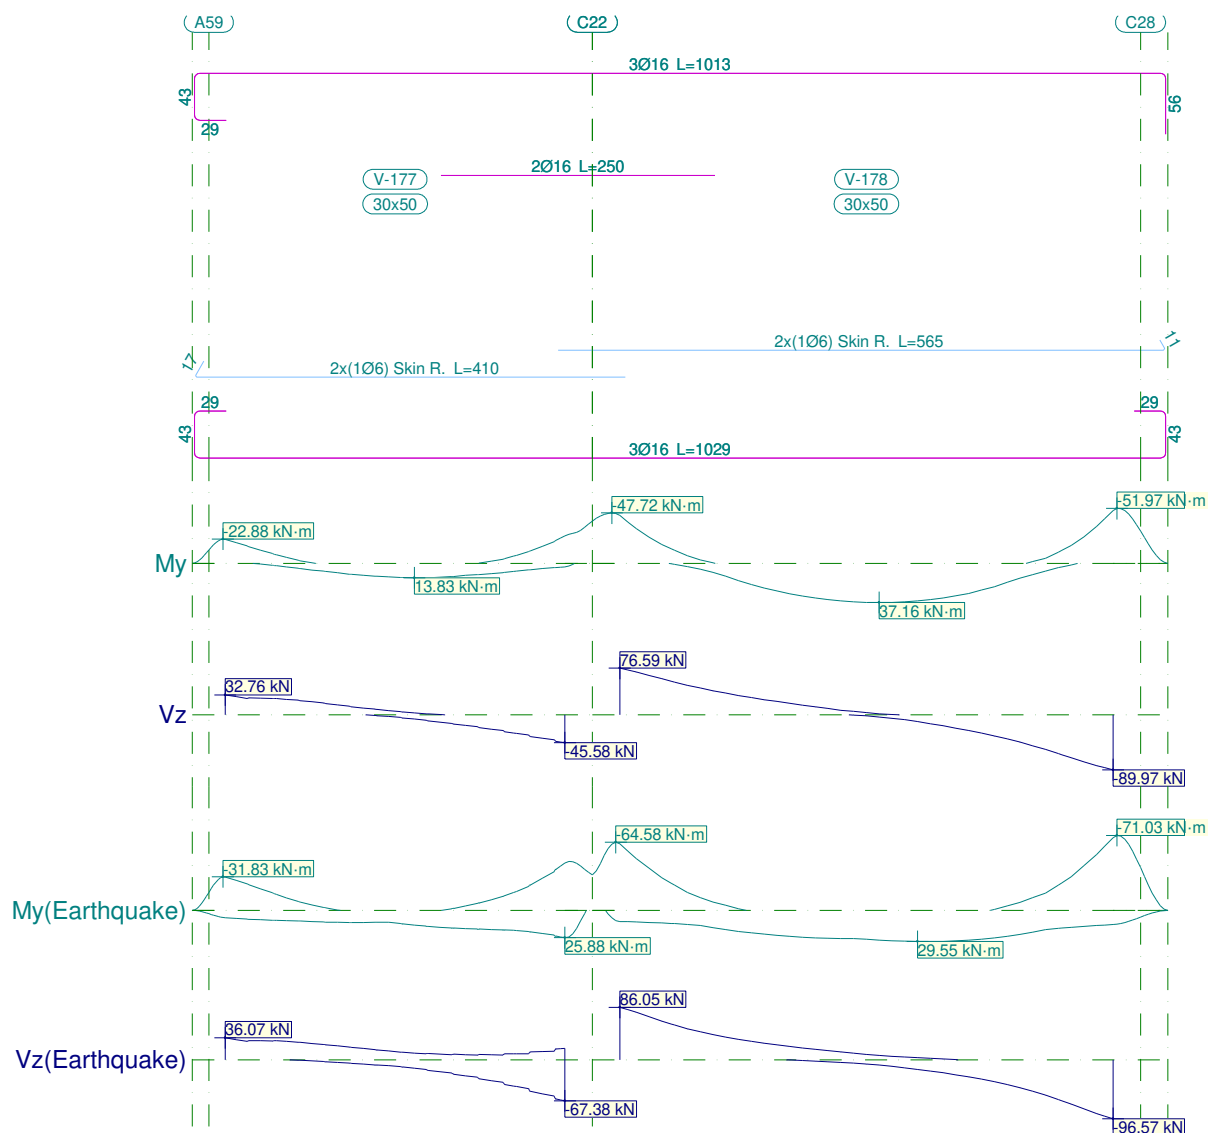 A59 C22 C28
3Ø16 L=1013
43
56
29
2Ø16 L=250
V-177 V-178
30x50 30x50
2x(1Ø6) Skin R. L=565
11
17
2x(1Ø6) Skin R. L=410
29 29
43 43
3Ø16 L=1029
-51.97 kN·m
-47.72 kN·m
-22.88 kN·m
My
13.83 kN·m
37.16 kN·m
76.59 kN
32.76 kN
Vz
-45.58 kN
-89.97 kN
-71.03 kN·m
-64.58 kN·m
-31.83 kN·m
My(Earthquake)
25.88 kN·m
29.55 kN·m
86.05 kN
36.07 kN
Vz(Earthquake)
-67.38 kN
-96.57 kN